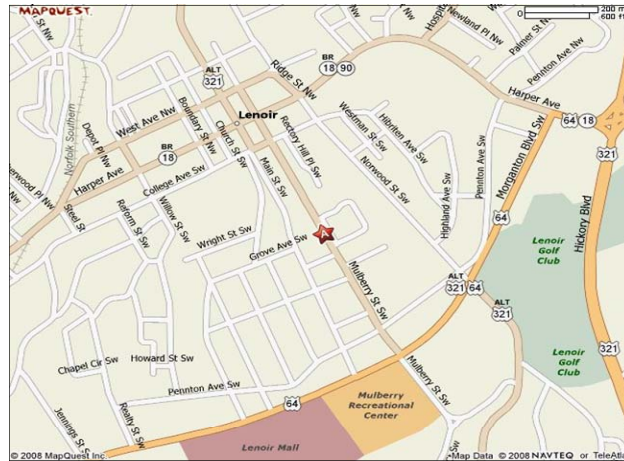 MAPQUEST.
0 200 m
600 ft
Newland Pl Nw
Palmer St Nw
Pennton Ave Nw
ALT
321
BR
18 90
Ridge St Nw
Harper Ave
64 18
321
Norfolk Southern
West Ave NW
Boundary St Nw
Lenoir
Depot Pl Nw
BR
18
Harper Ave
College Ave Sw
Church St Sw
Main St Sw
Rectory Hill Pl Sw
Westman St Sw
Hibriten Ave Sw
Norwood St Sw
Highland Ave Sw
Pennton Ave Sw
Morganton Blvd Sw
64
Hickory Blvd
Steel St
Reform St Sw
Willow St Sw
Wright St Sw
Grove Ave Sw
A
Mulberry St Sw
Lenoir
Golf
Club
ALT
321 64
ALT
321
321
Lenoir
Golf
Club
Chapel Cir Sw
Howard St Sw
Pennton Ave Sw
64
Mulberry St Sw
Mulberry
Recreational
Center
Jennings St
Realty St Sw
Lenoir Mall
© 2008 MapQuest Inc.
Map Data © 2008 NAVTEQ or TeleAtl